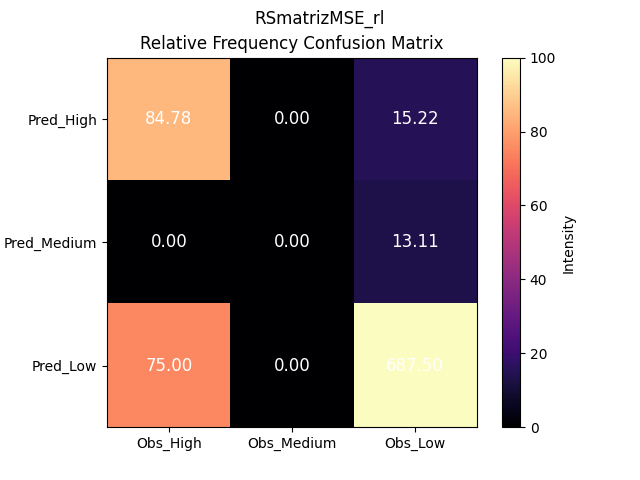 RSmatrizMSE_rl
Relative Frequency Confusion Matrix
Pred_High
84.78 0.00 15.22
Pred_Medium
0.00 0.00 13.11
Pred_Low
75.00 0.00 687.50
Obs_High Obs_Medium Obs_Low
100
80
60
40
20
0
Intensity